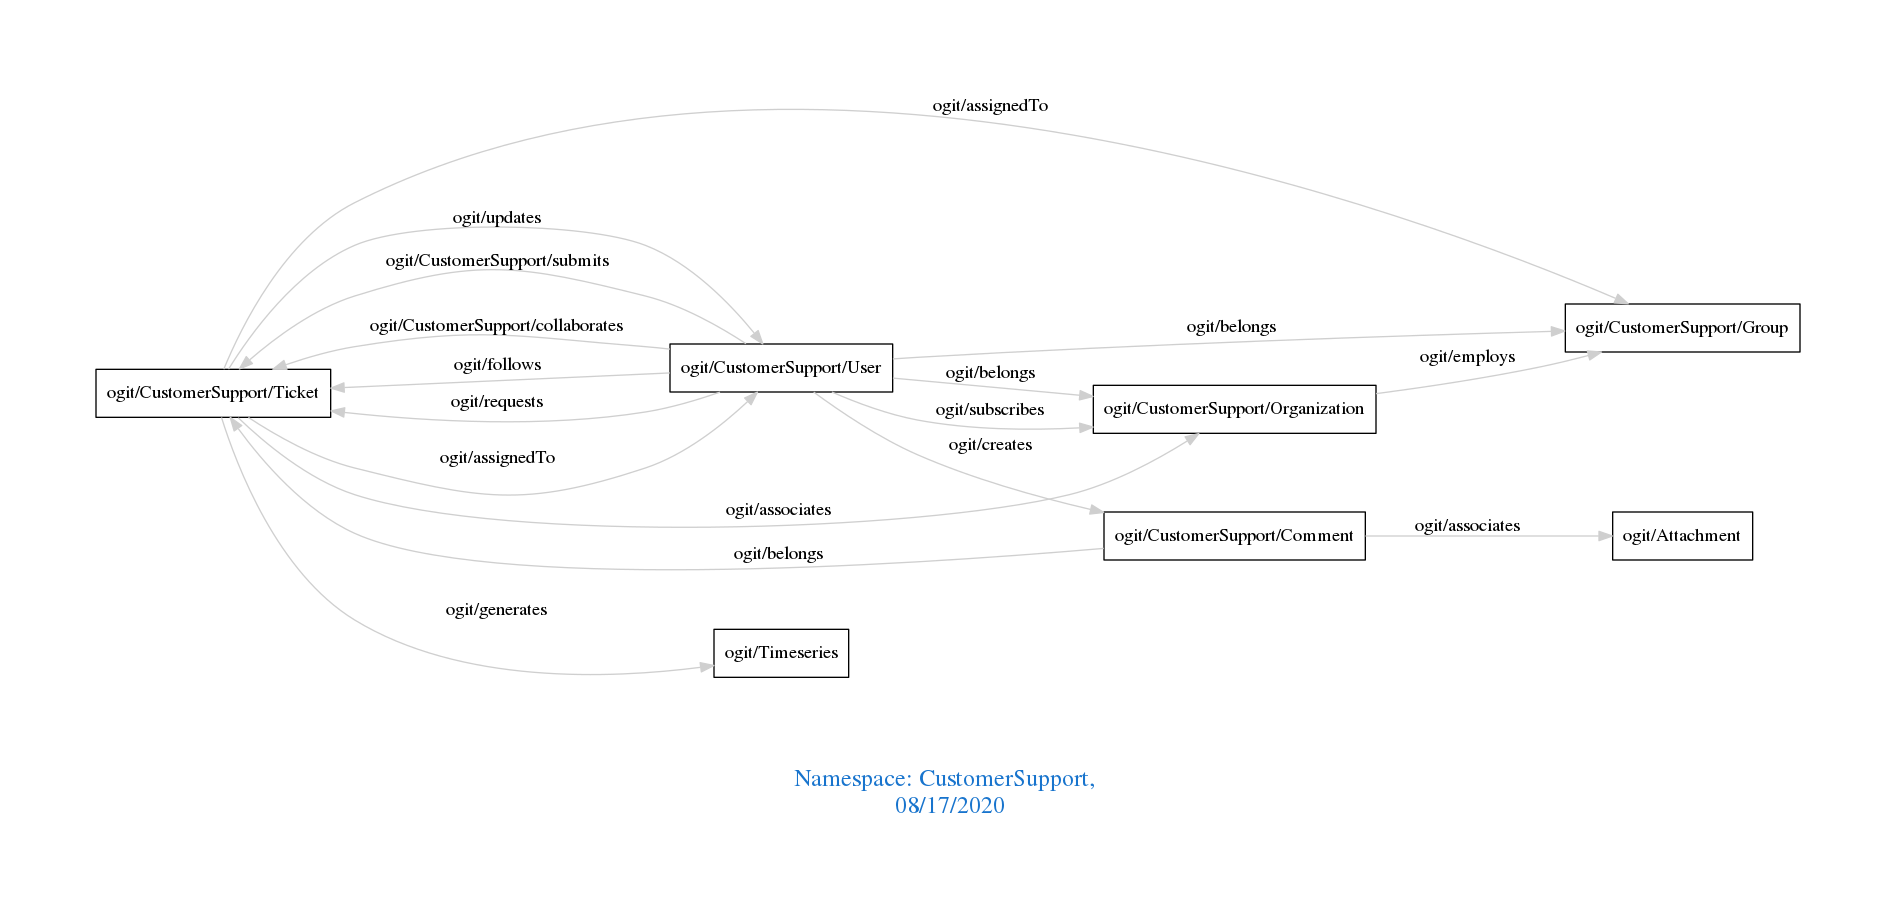 ogit/assignedTo
ogit/updates
ogit/CustomerSupport/submits
ogit/CustomerSupport/collaborates
ogit/belongs
ogit/CustomerSupport/Group
ogit/employs
ogit/follows
ogit/CustomerSupport/User
ogit/belongs
ogit/CustomerSupport/Ticket
ogit/requests
ogit/subscribes
ogit/CustomerSupport/Organization
ogit/creates
ogit/assignedTo
ogit/associates
ogit/associates
ogit/CustomerSupport/Comment
ogit/Attachment
ogit/belongs
ogit/generates
ogit/Timeseries
Namespace: CustomerSupport,
08/17/2020